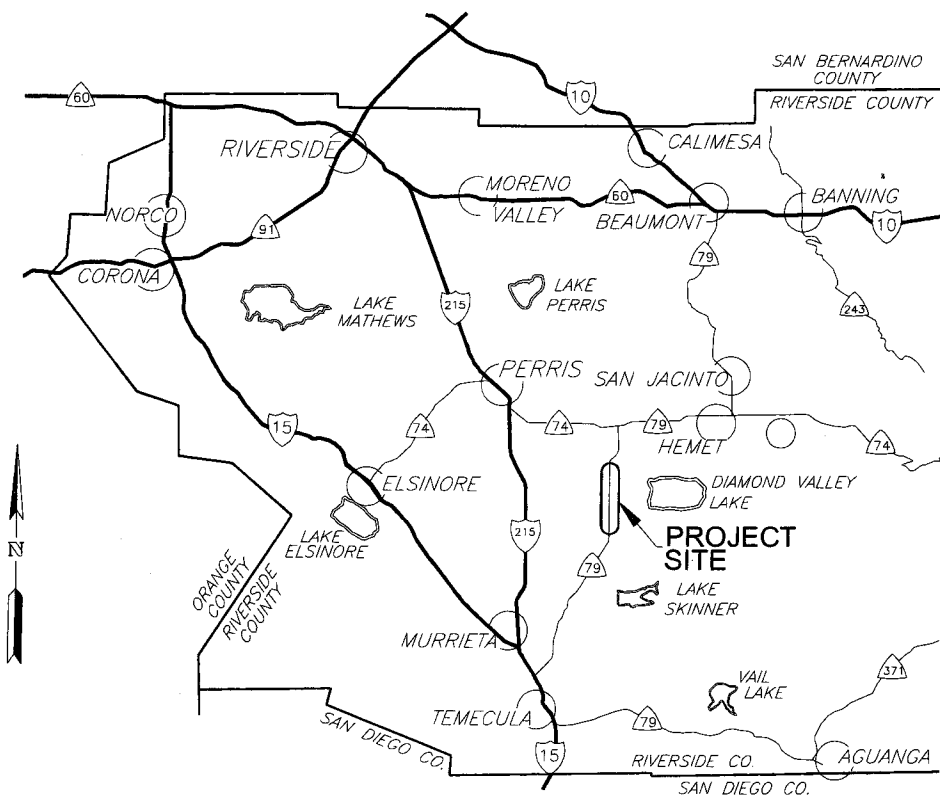 SAN BERNARDINO
COUNTY
RIVERSIDE COUNTY
60
10
RIVERSIDE
CALIMESA
MORENO
VALLEY
60
BEAUMONT
BANNING
10
NORCO
91
CORONA
79
243
LAKE
MATHEWS
215
LAKE
PERRIS
PERRIS
SAN JACINTO
15
74
74
79
HEMET
74
ELSINORE
DIAMOND VALLEY
LAKE
LAKE
ELSINORE
215
PROJECT
SITE
79
N
ORANGE
COUNTY
RIVERSIDE
COUNTY
LAKE
SKINNER
MURRIETA
VAIL
LAKE
371
TEMECULA
79
SAN DIEGO CO.
15
RIVERSIDE CO.
AGUANGA
SAN DIEGO CO.